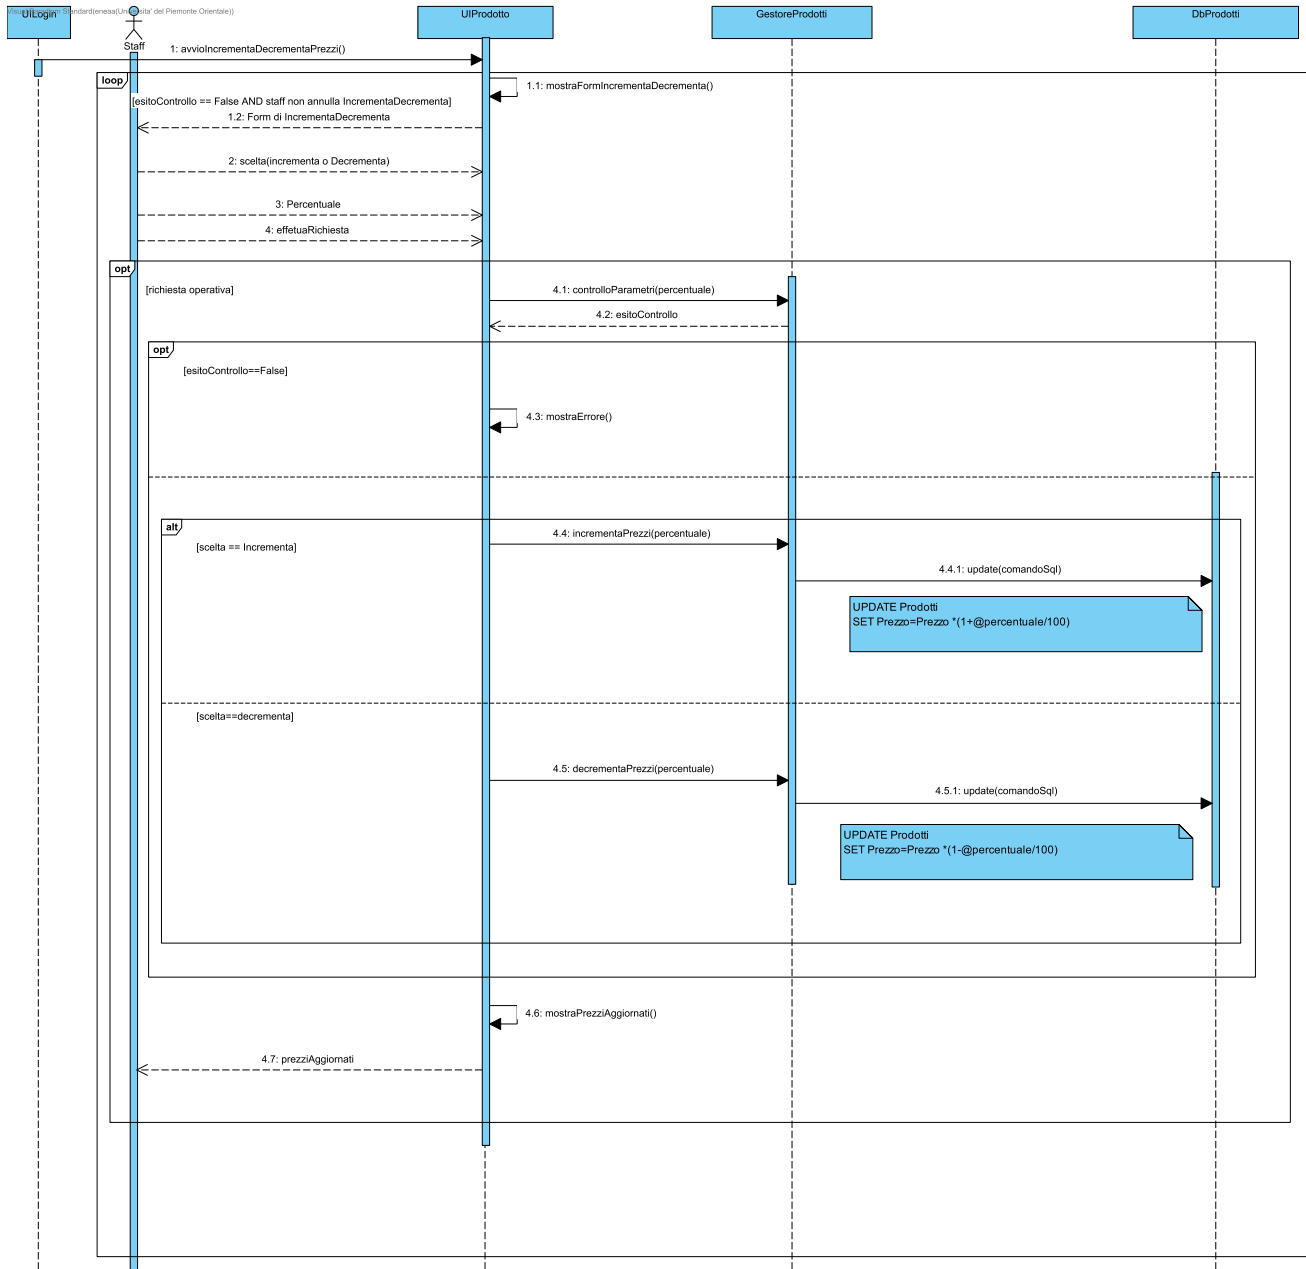 UILogin
Staff
UIProdotto
GestoreProdotti
DbProdotti
1: avvioIncrementaDecrementaPrezzi()
loop
1.1: mostraFormIncrementaDecrementa()
[esitoControllo == False AND staff non annulla IncrementaDecrementa]
1.2: Form di IncrementaDecrementa
2: scelta(incrementa o Decrementa)
3: Percentuale
4: effetuaRichiesta
opt
[richiesta operativa]
4.1: controlloParametri(percentuale)
4.2: esitoControllo
opt
[esitoControllo==False]
4.3: mostraErrore()
alt
[scelta == Incrementa]
4.4: incrementaPrezzi(percentuale)
4.4.1: update(comandoSql)
UPDATE Prodotti
SET Prezzo=Prezzo *(1+@percentuale/100)
[scelta==decrementa]
4.5: decrementaPrezzi(percentuale)
4.5.1: update(comandoSql)
UPDATE Prodotti
SET Prezzo=Prezzo *(1-@percentuale/100)
4.6: mostraPrezziAggiornati()
4.7: prezziAggiornati